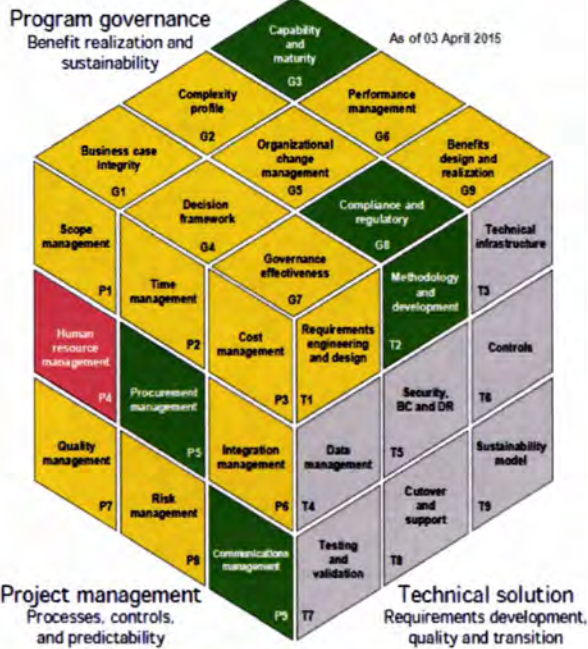 Program governance
Benefit realization and
sustainability
As of 03 April 2015
Capability
and
maturity
G3
Complexity
profile
G2
Performance
management
G6
Business case
integrity
G1
Organizational
change
management
G5
Benefits
design and
realization
G9
Decision
framework
G4
Compliance and
regulatory
G8
Governance
effectiveness
G7
Scope
management
P1
Time
management
P2
Cost
management
P3
Human
resource
management
P4
Procurement
management
P5
Integration
management
P6
Quality
management
P7
Risk
management
P8
Communications
management
P9
Requirements
engineering
and design
T1
Methodology
and
development
T2
Technical
infrastructure
T3
Data
management
T4
Security,
BC and DR
T5
Controls
T6
Testing
and
validation
T7
Cutover
and
support
T8
Sustainability
model
T9
Project management
Processes, controls,
and predictability
Technical solution
Requirements development,
quality and transition